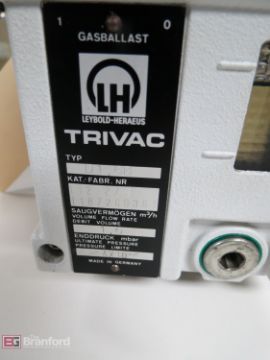 1 0
GASBALLAST
LH
LEYBOLD-HERAEUS
TRIVAC
TYP
KAT./FABR. NR
SAUGVERMÖGEN m³/h
VOLUME FLOW RATE
DEBIT VOLUME
ENDDRUCK mbar
ULTIMATE PRESSURE
PRESSION LIMITE
MADE IN GERMANY
Branford